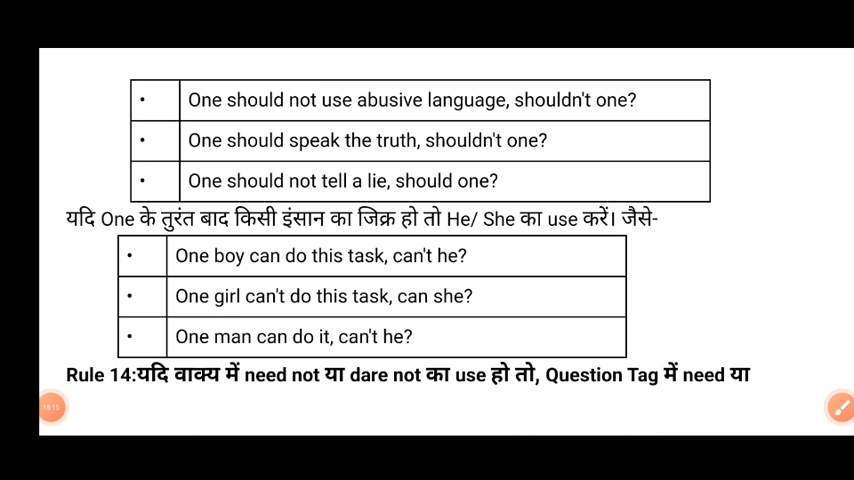 • One should not use abusive language, shouldn't one?
• One should speak the truth, shouldn't one?
• One should not tell a lie, should one?
यदि One के तुरंत बाद किसी इंसान का जिक्र हो तो He/ She का use करें। जैसे-
• One boy can do this task, can't he?
• One girl can't do this task, can she?
• One man can do it, can't he?
Rule 14:यदि वाक्य में need not या dare not का use हो तो, Question Tag में need या
15:15